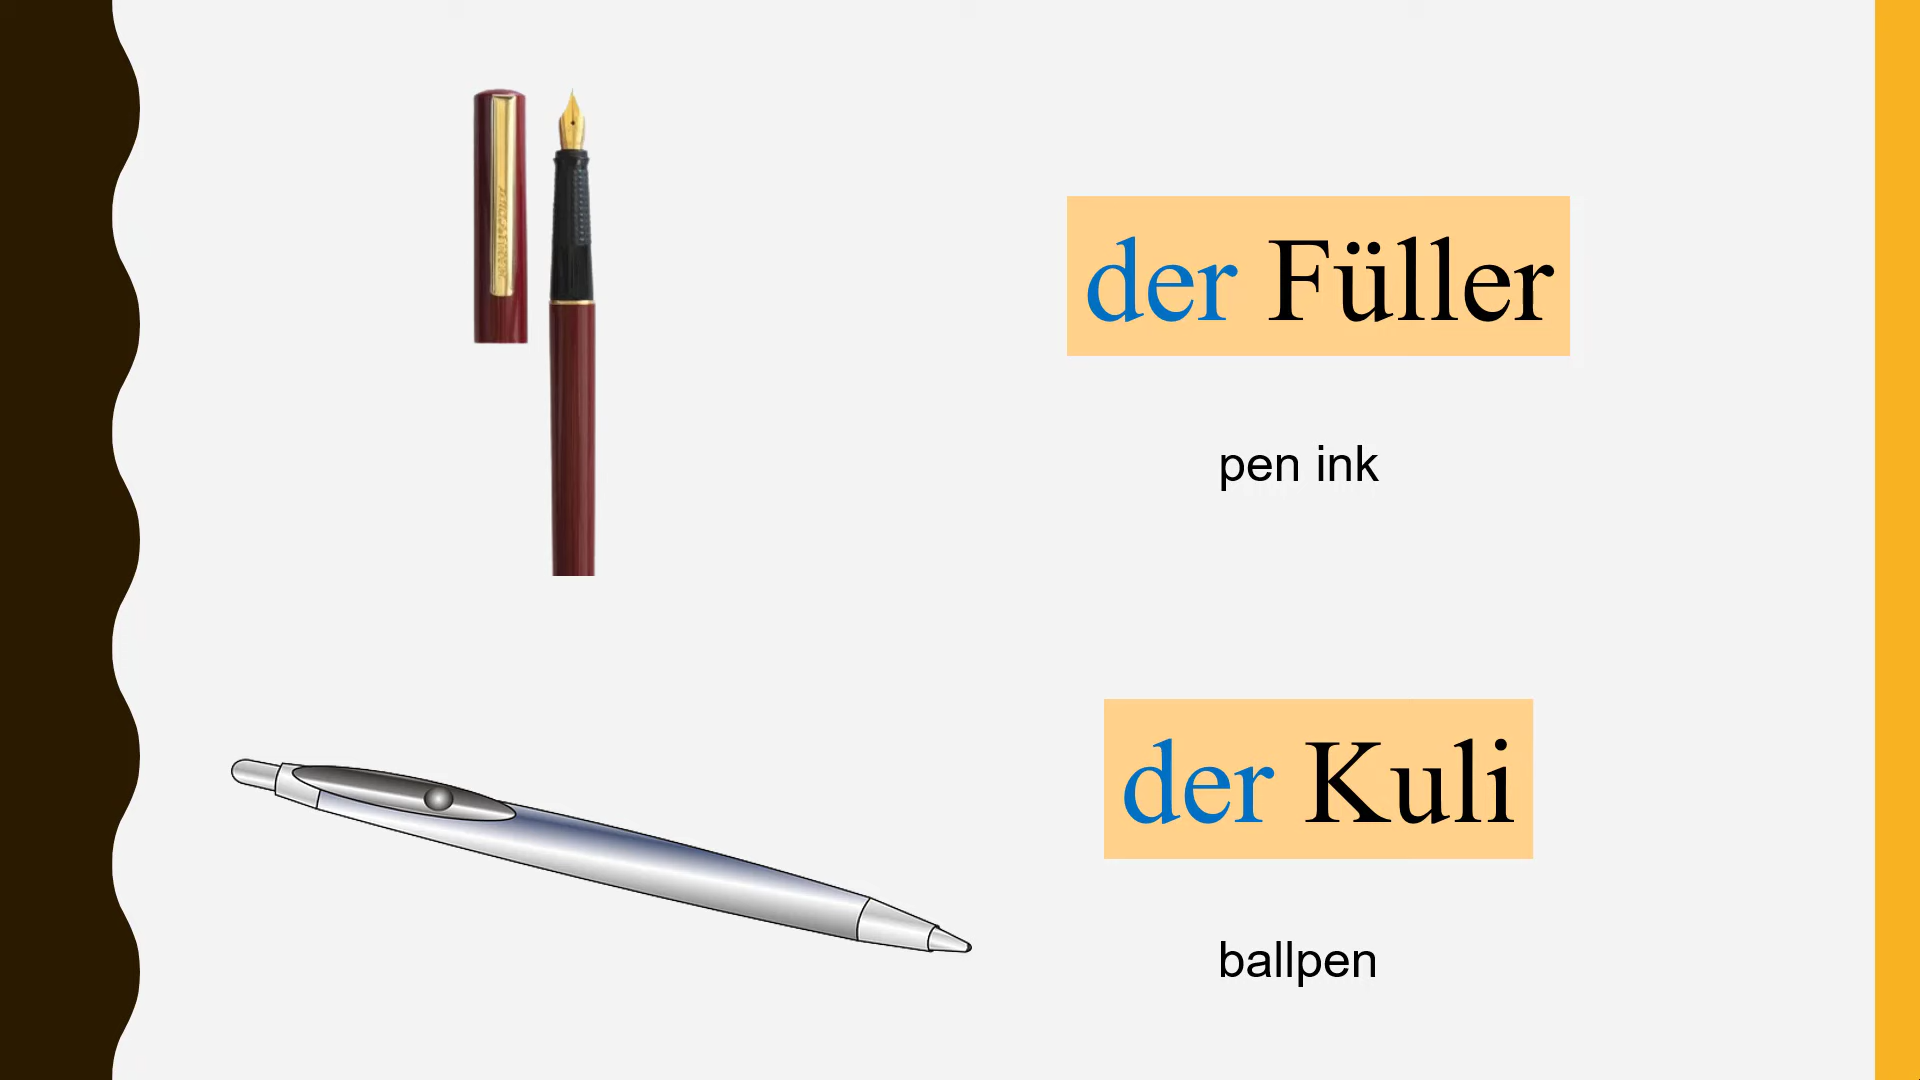 der Füller
pen ink
der Kuli
ballpen